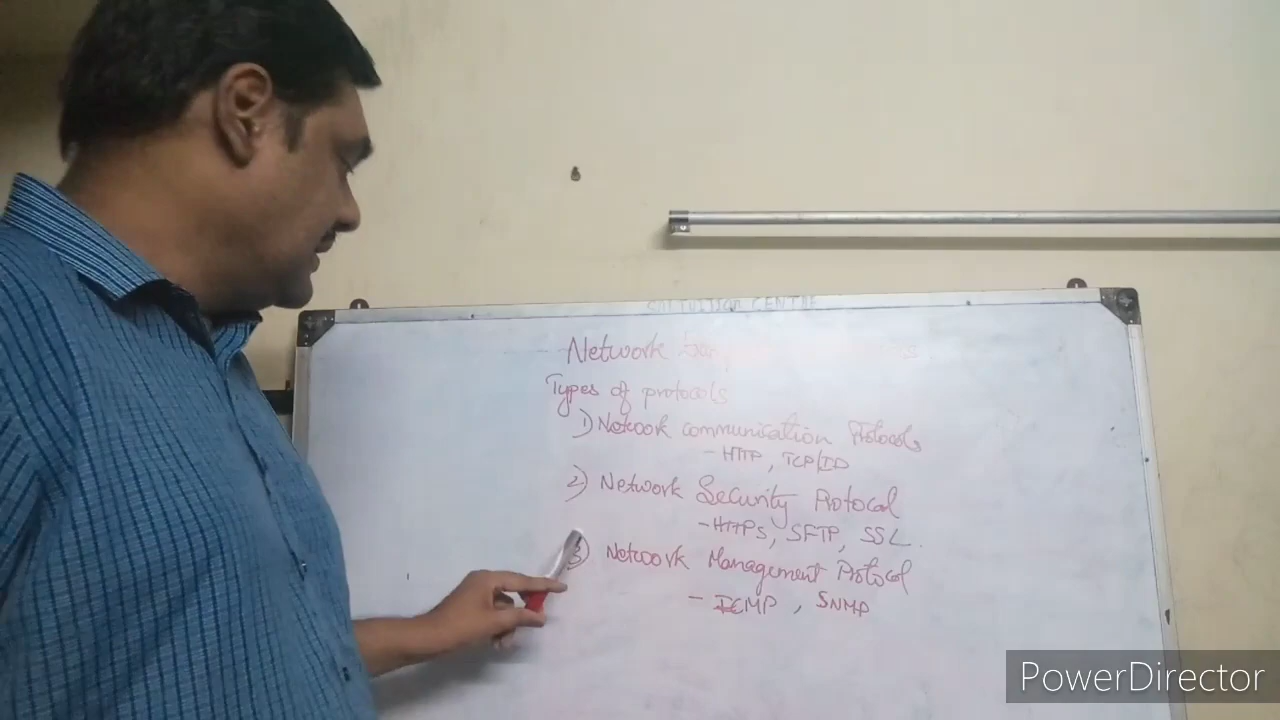 CENTRE
Network
Types of protocols
1) Network communication Protocols
- HTTP, TCP/IP
2) Network Security Protocol
- HTTPs, SFTP, SSL.
3) Network Management Protocol
- ICMP, SNMP
PowerDirector